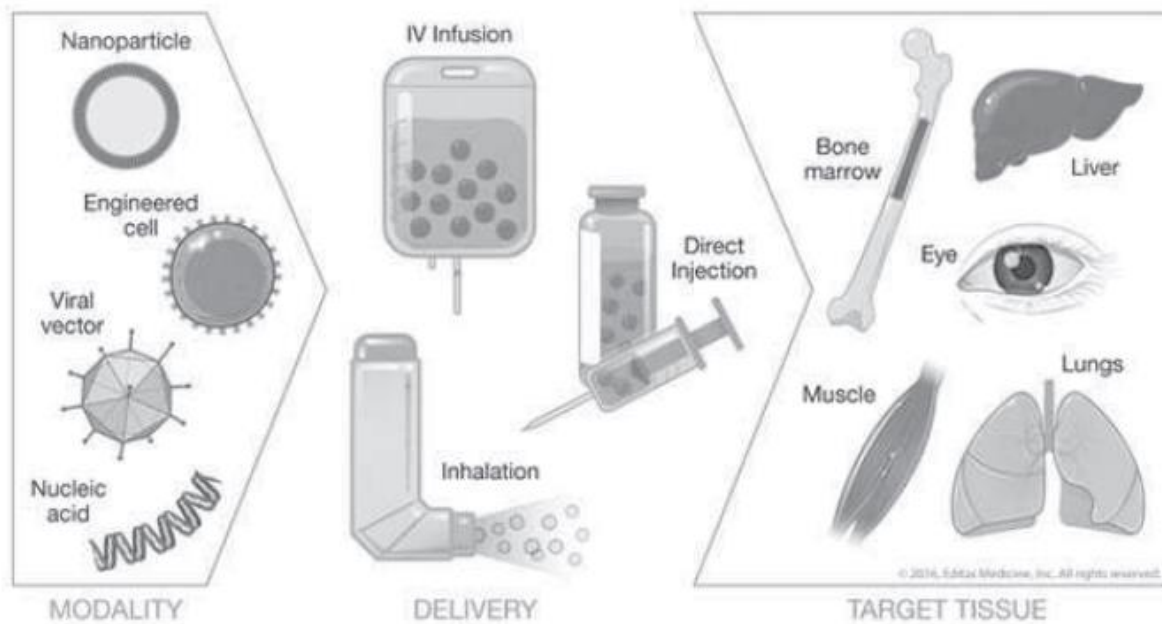 Nanoparticle
Engineered
cell
Viral
vector
Nucleic
acid
MODALITY
IV Infusion
Direct
Injection
Inhalation
DELIVERY
Bone
marrow
Liver
Eye
Muscle
Lungs
© 2016, Editas Medicine, Inc. All rights reserved.
TARGET TISSUE